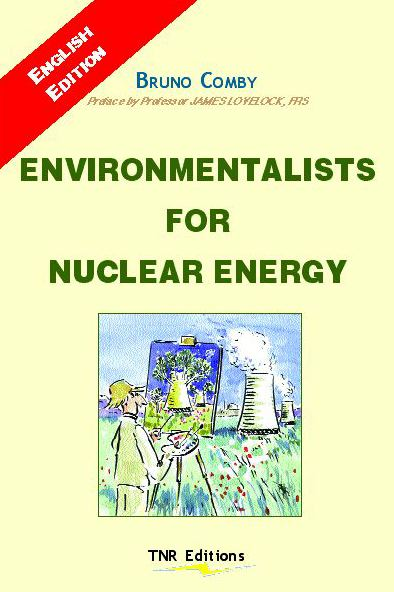 ENGLISH
EDITION
BRUNO COMBY
Preface by Professor JAMES LOVELOCK, FRS
ENVIRONMENTALISTS
FOR
NUCLEAR ENERGY
TNR Editions